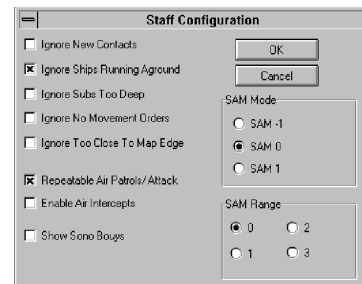 Staff Configuration
Ignore New Contacts
Ignore Ships Running Aground
Ignore Subs Too Deep
Ignore No Movement Orders
Ignore Too Close To Map Edge
Repeatable Air Patrols/Attack
Enable Air Intercepts
Show Sono Bouys
OK
Cancel
SAM Mode
SAM -1
SAM 0
SAM 1
SAM Range
0 2
1 3